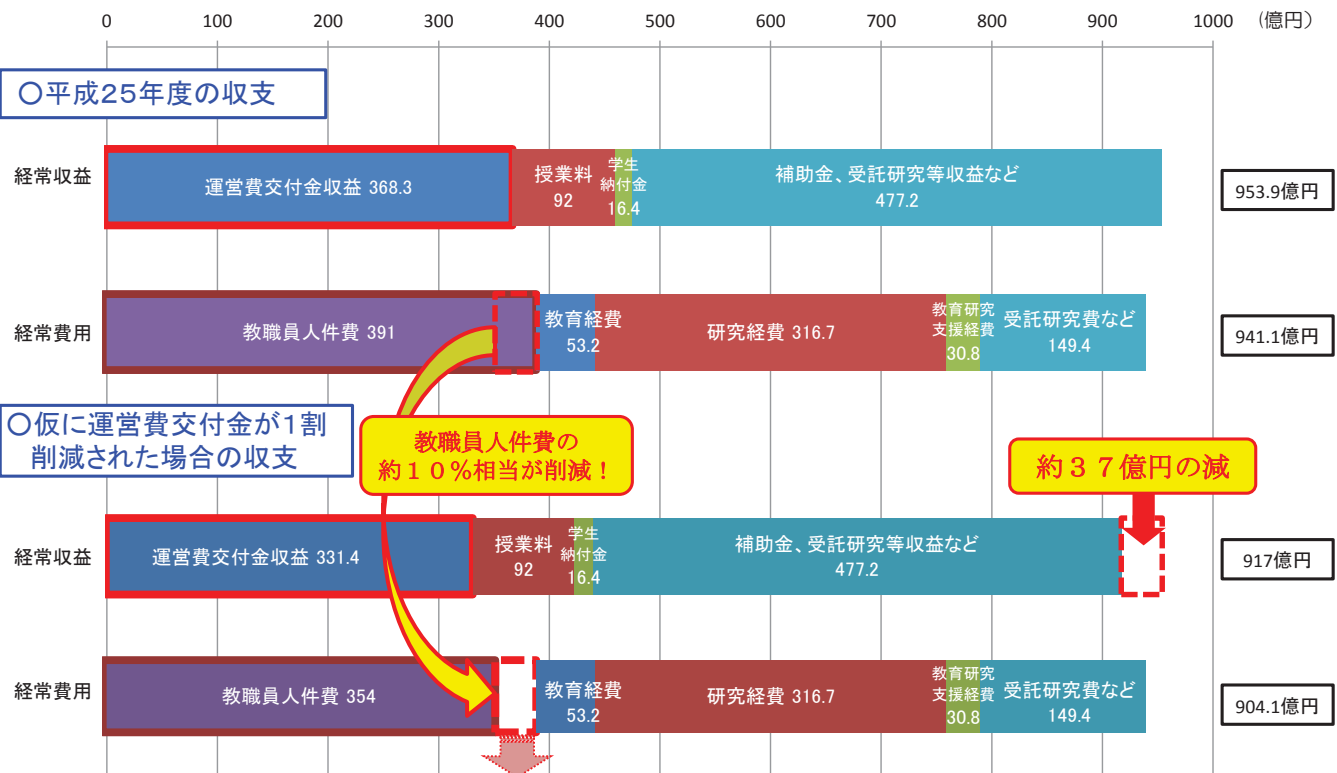 0 100 200 300 400 500 600 700 800 900 1000 (億円)
〇平成25年度の収支
経常収益
運営費交付金収益 368.3
授業料
92
学生
納付金
16.4
補助金、受託研究等収益など
477.2
953.9億円
経常費用
教職員人件費 391
教育経費
53.2
研究経費 316.7
教育研究
支援経費
30.8
受託研究費など
149.4
941.1億円
〇仮に運営費交付金が1割
削減された場合の収支
教職員人件費の
約10%相当が削減!
約37億円の減
経常収益
運営費交付金収益 331.4
授業料
92
学生
納付金
16.4
補助金、受託研究等収益など
477.2
917億円
経常費用
教職員人件費 354
教育経費
53.2
研究経費 316.7
教育研究
支援経費
30.8
受託研究費など
149.4
904.1億円